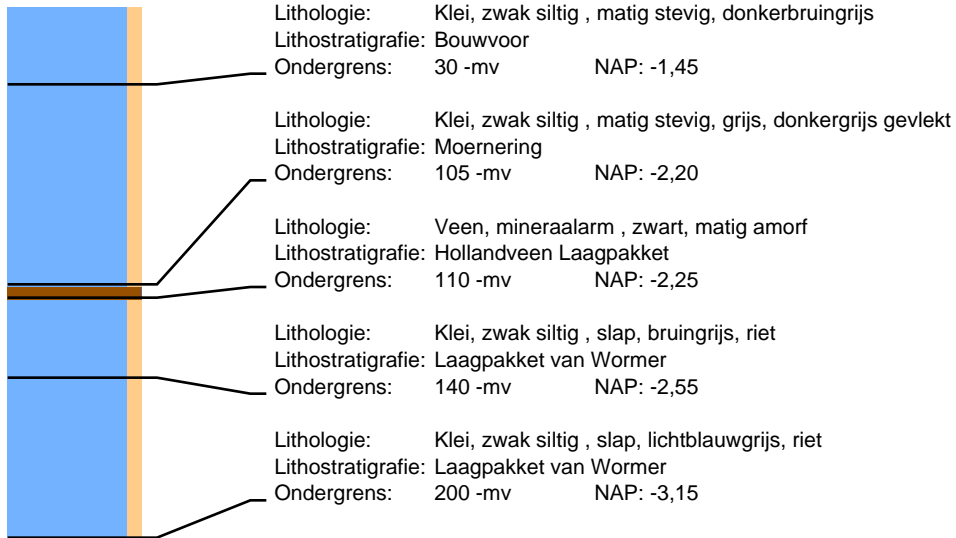 Lithologie: Klei, zwak siltig , matig stevig, donkerbruingrijs
Lithostratigrafie: Bouwvoor
Ondergrens: 30 -mv NAP: -1,45
Lithologie: Klei, zwak siltig , matig stevig, grijs, donkergrijs gevlekt
Lithostratigrafie: Moernering
Ondergrens: 105 -mv NAP: -2,20
Lithologie: Veen, mineraalarm , zwart, matig amorf
Lithostratigrafie: Hollandveen Laagpakket
Ondergrens: 110 -mv NAP: -2,25
Lithologie: Klei, zwak siltig , slap, bruingrijs, riet
Lithostratigrafie: Laagpakket van Wormer
Ondergrens: 140 -mv NAP: -2,55
Lithologie: Klei, zwak siltig , slap, lichtblauwgrijs, riet
Lithostratigrafie: Laagpakket van Wormer
Ondergrens: 200 -mv NAP: -3,15